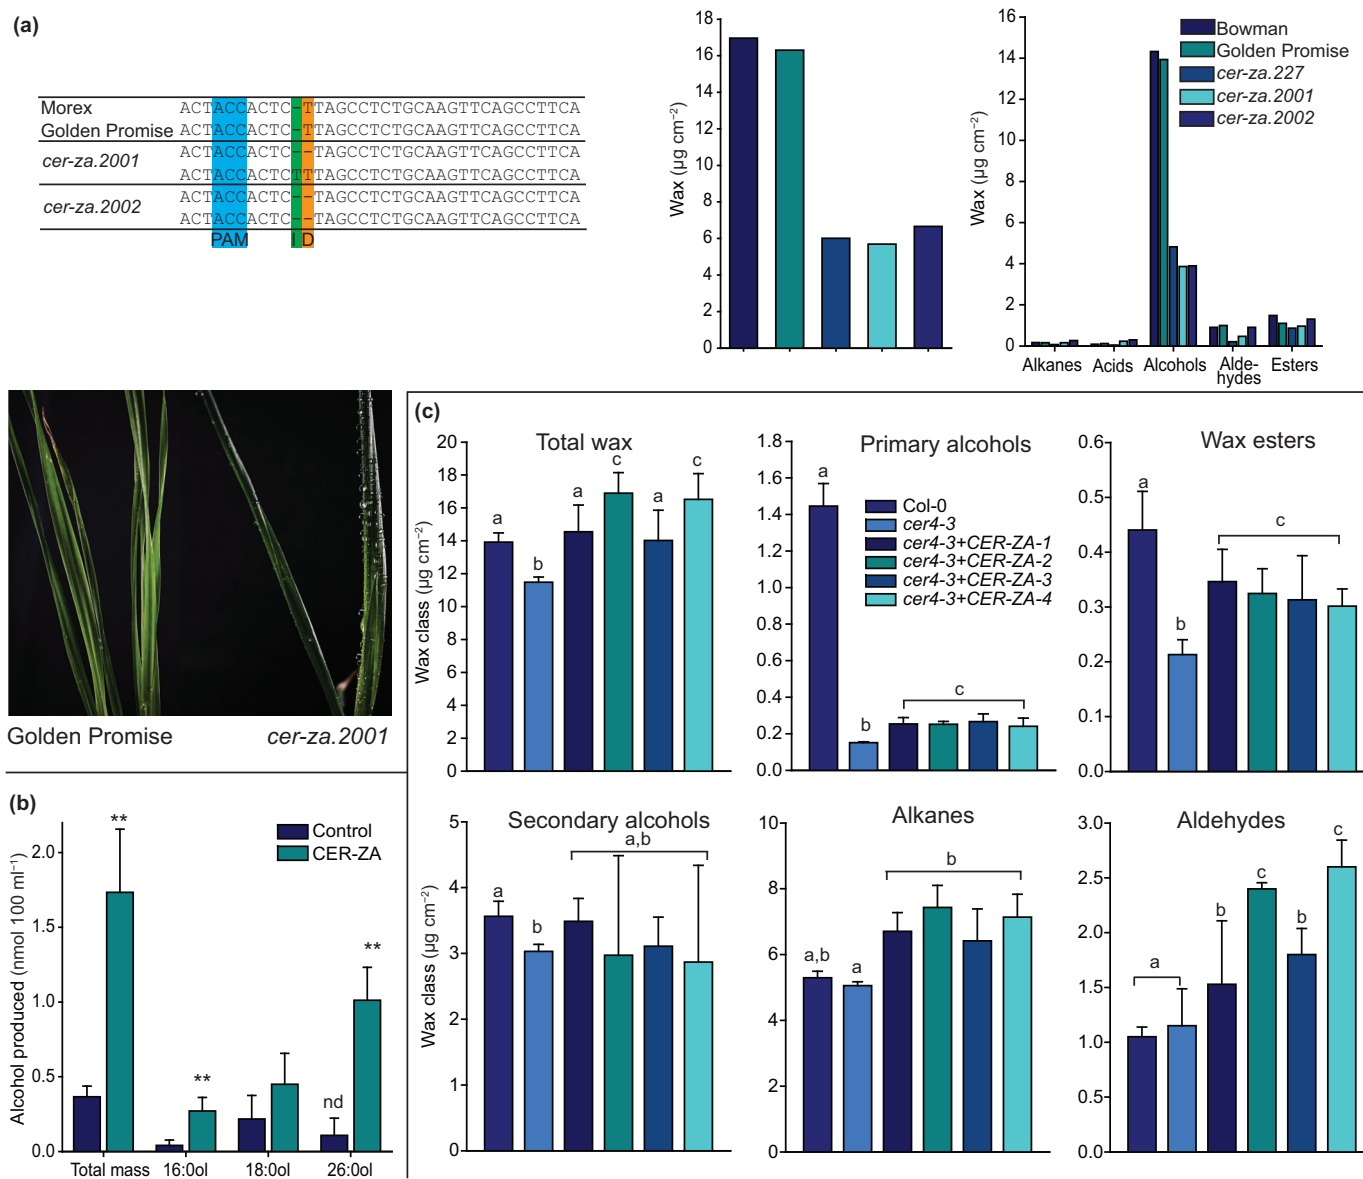 (a)
Morex ACTACCACTC-TTAGCCTCTGCAAGTTCAGCCTTCA
Golden Promise ACTACCACTC-TTAGCCTCTGCAAGTTCAGCCTTCA
cer-za.2001
ACTACCACTC--TAGCCTCTGCAAGTTCAGCCTTCA
ACTACCACTCTTTAGCCTCTGCAAGTTCAGCCTTCA
cer-za.2002
ACTACCACTC--TAGCCTCTGCAAGTTCAGCCTTCA
ACTACCACTC--TAGCCTCTGCAAGTTCAGCCTTCA
PAM I D
Wax (µg cm⁻²)
18
16
14
12
10
8
6
4
2
0
Wax (µg cm⁻²)
16
14
12
10
8
6
4
2
0
Bowman
Golden Promise
cer-za.227
cer-za.2001
cer-za.2002
Alkanes Acids Alcohols Alde-hydes Esters
Golden Promise cer-za.2001
(b)
Alcohol produced (nmol 100 ml⁻¹)
2.0
1.5
1.0
0.5
0.0
Control
CER-ZA
**
**
nd
**
Total mass 16:0ol 18:0ol 26:0ol
(c)
Total wax
Wax class (µg cm⁻²)
20
18
16
14
12
10
8
6
4
2
0
a b a c a c
Primary alcohols
1.8
1.6
1.4
1.2
1.0
0.8
0.6
0.4
0.2
0.0
a b c
Col-0
cer4-3
cer4-3+CER-ZA-1
cer4-3+CER-ZA-2
cer4-3+CER-ZA-3
cer4-3+CER-ZA-4
Wax esters
0.6
0.5
0.4
0.3
0.2
0.1
0.0
a b c
Secondary alcohols
Wax class (µg cm⁻²)
5
4
3
2
1
0
a b a,b
Alkanes
10
8
6
4
2
0
a,b a b
Aldehydes
3.0
2.5
2.0
1.5
1.0
0.5
0.0
a b c b c